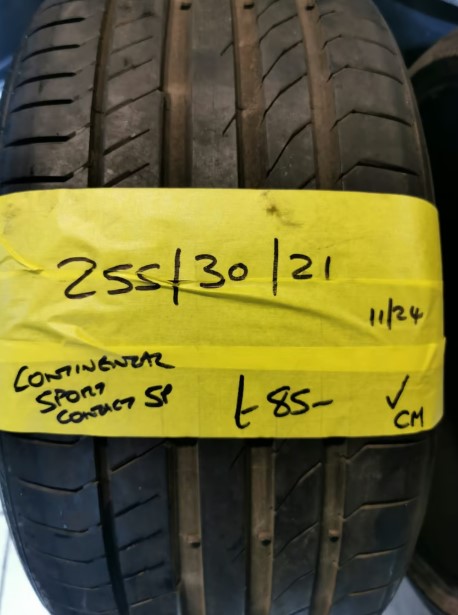 255/30/21
11/24
CONTINENTAL
SPORT
CONTACT 5P
£85-
✓
CM